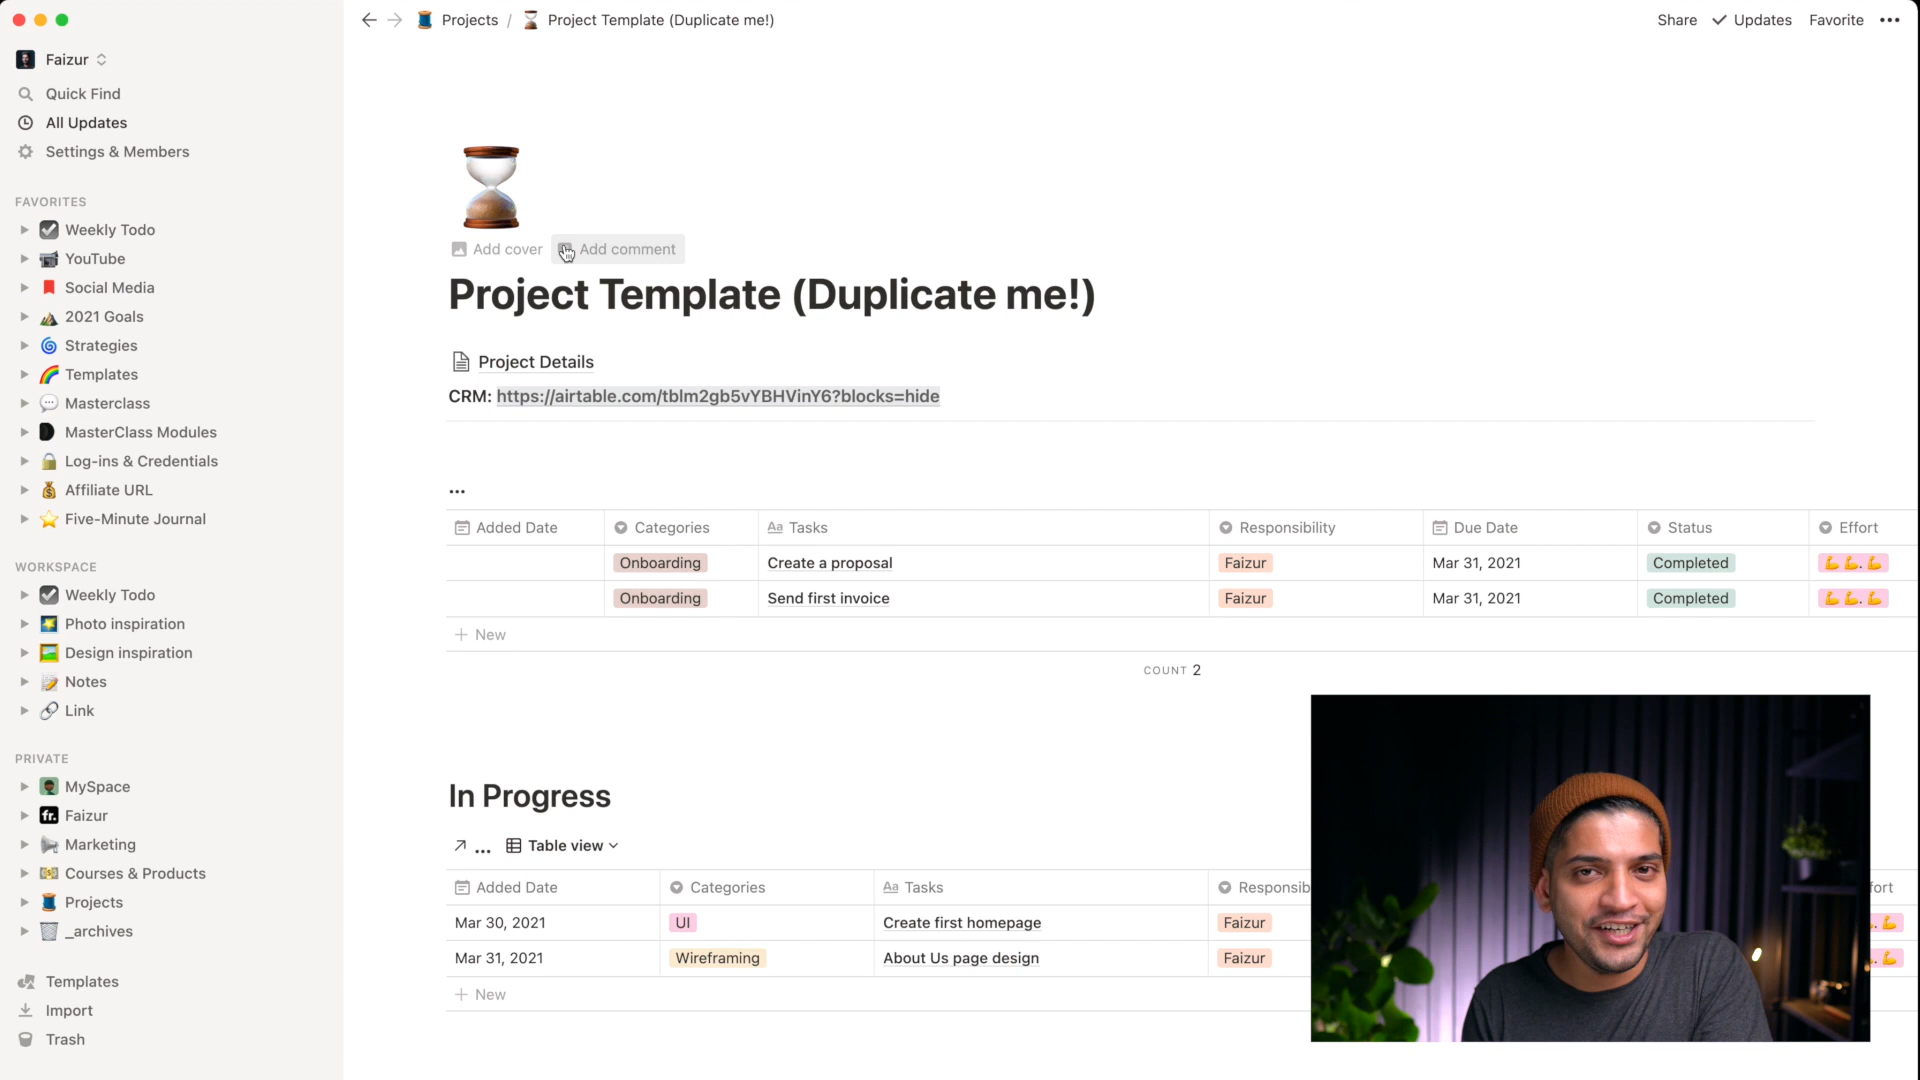 Faizur
Quick Find
All Updates
Settings & Members
FAVORITES
Weekly Todo
YouTube
Social Media
2021 Goals
Strategies
Templates
Masterclass
MasterClass Modules
Log-ins & Credentials
Affiliate URL
Five-Minute Journal
WORKSPACE
Weekly Todo
Photo inspiration
Design inspiration
Notes
Link
PRIVATE
MySpace
fr. Faizur
Marketing
Courses & Products
Projects
_archives
Templates
Import
Trash
Projects / Project Template (Duplicate me!)
Share Updates Favorite •••
Add cover Add comment
Project Template (Duplicate me!)
Project Details
CRM: https://airtable.com/tblm2gb5vYBHVinY6?blocks=hide
...
Added Date Categories Aa Tasks Responsibility Due Date Status Effort
Onboarding Create a proposal Faizur Mar 31, 2021 Completed
Onboarding Send first invoice Faizur Mar 31, 2021 Completed
+ New
COUNT 2
In Progress
... Table view
Added Date Categories Aa Tasks Responsib fort
Mar 30, 2021 UI Create first homepage Faizur
Mar 31, 2021 Wireframing About Us page design Faizur
+ New